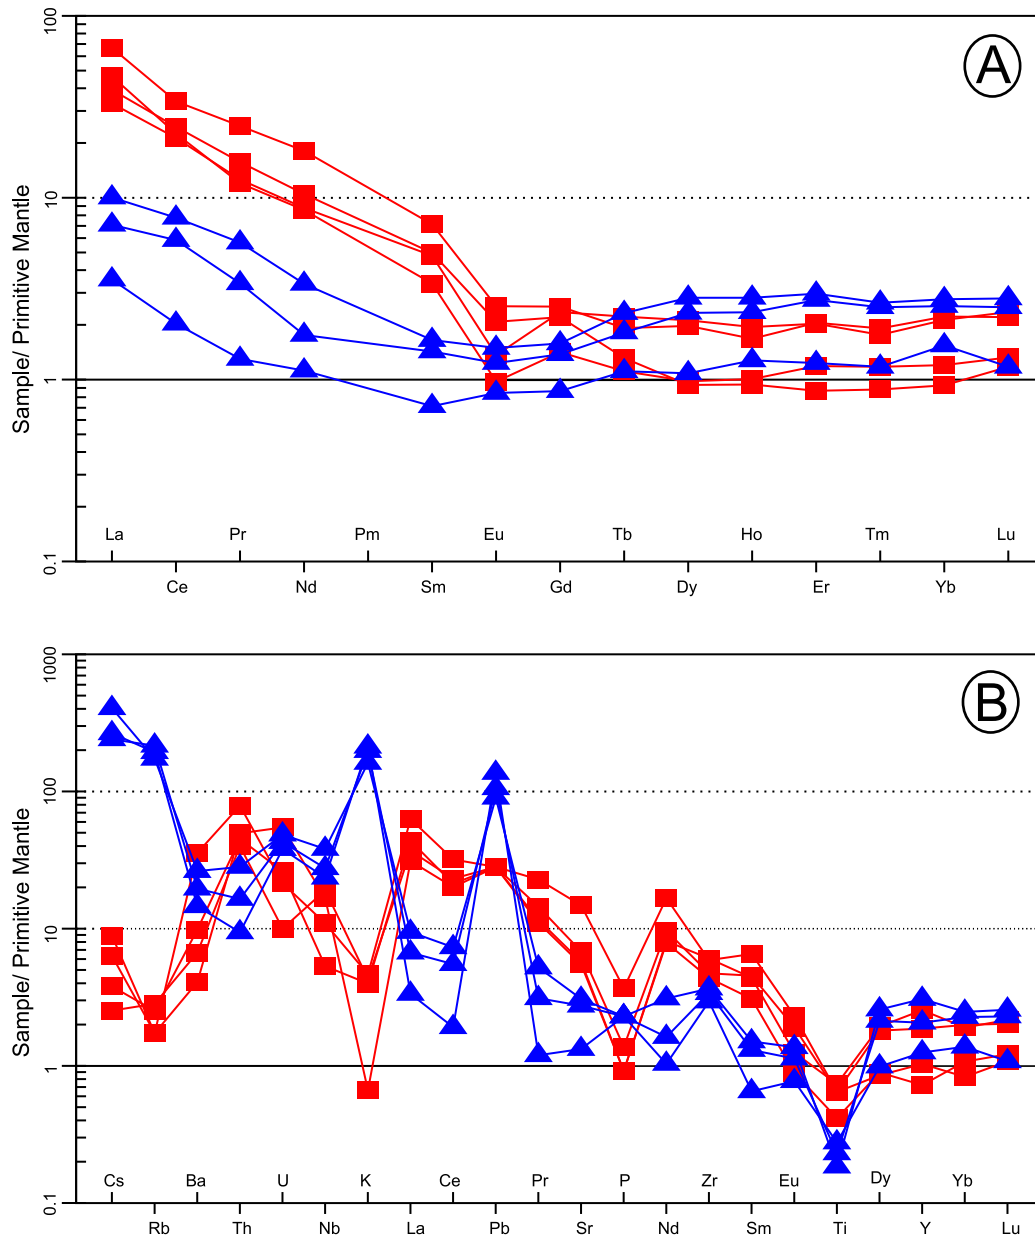 100
A
10
Sample/ Primitive Mantle
1
La Pr Pm Eu Tb Ho Tm Lu
0.1
Ce Nd Sm Gd Dy Er Yb
1000
B
100
Sample/ Primitive Mantle
10
1
Cs Ba U K Ce Pr P Zr Eu Dy Yb
0.1
Rb Th Nb La Pb Sr Nd Sm Ti Y Lu